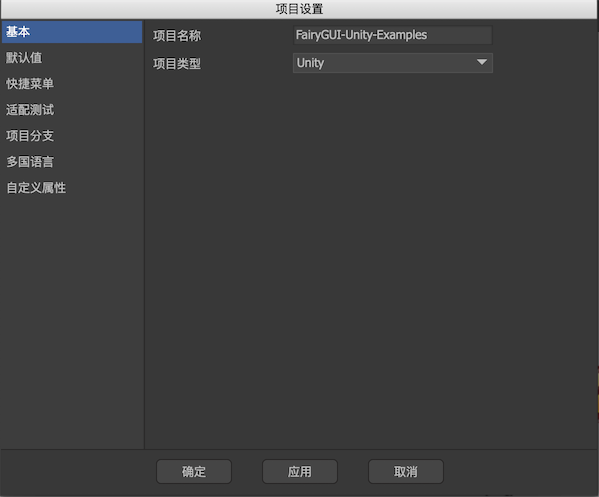 项目设置
基本
默认值
快捷菜单
适配测试
项目分支
多国语言
自定义属性
项目名称 FairyGUI-Unity-Examples
项目类型 Unity
确定 应用 取消